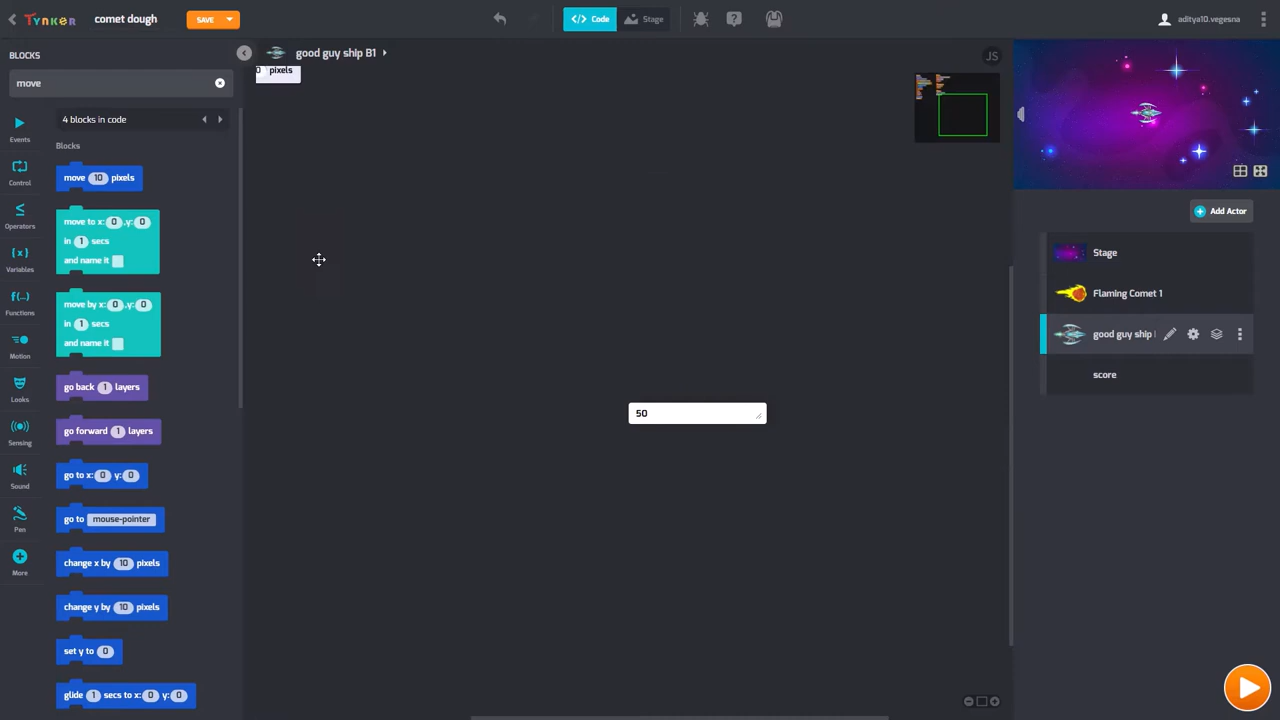 TYNKER
comet dough
SAVE
</> Code
Stage
aditya10.vegesna
BLOCKS
good guy ship B1
JS
0 pixels
move
4 blocks in code
Blocks
Events
Control
Operators
Variables
Functions
Motion
Looks
Sensing
Sound
Pen
More
move 10 pixels
move to x: 0 ,y: 0
in 1 secs
and name it
move by x: 0 ,y: 0
in 1 secs
and name it
go back 1 layers
go forward 1 layers
go to x: 0 y: 0
go to mouse-pointer
change x by 10 pixels
change y by 10 pixels
set y to 0
glide 1 secs to x: 0 y: 0
50
Add Actor
Stage
Flaming Comet 1
good guy ship
score